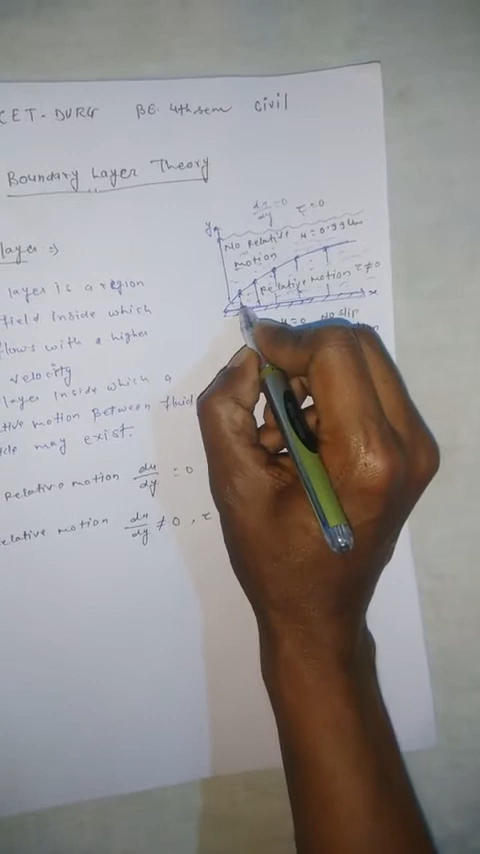 CET-DURG BE 4th sem civil
Boundary Layer Theory
layer :→
layer is a region
field inside which
flows with a higher
velocity
layer inside which a
tive motion between fluid
may exist.
Relative motion du/dy = 0
elative motion du/dy ≠ 0, τ
du/dy = 0 τ = 0
y
No Relative u = 0.99
motion
Relative motion τ ≠ 0
x
u = 0 No slip